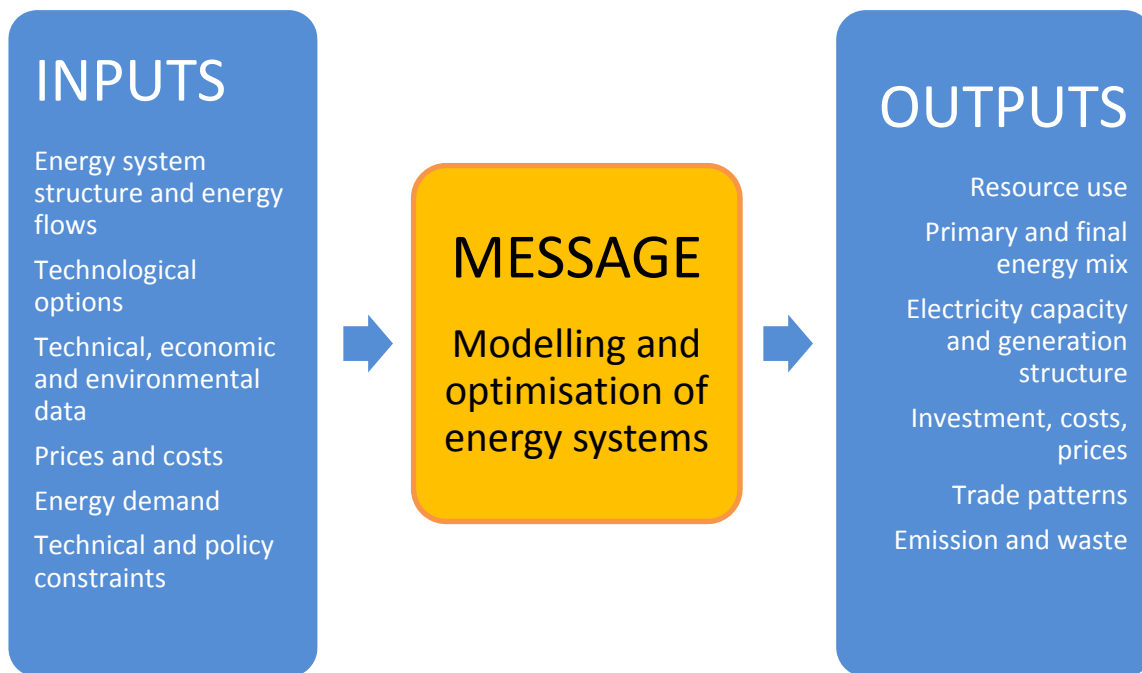 INPUTS
Energy system
structure and energy
flows
Technological
options
Technical, economic
and environmental
data
Prices and costs
Energy demand
Technical and policy
constraints
MESSAGE
Modelling and
optimisation of
energy systems
OUTPUTS
Resource use
Primary and final
energy mix
Electricity capacity
and generation
structure
Investment, costs,
prices
Trade patterns
Emission and waste